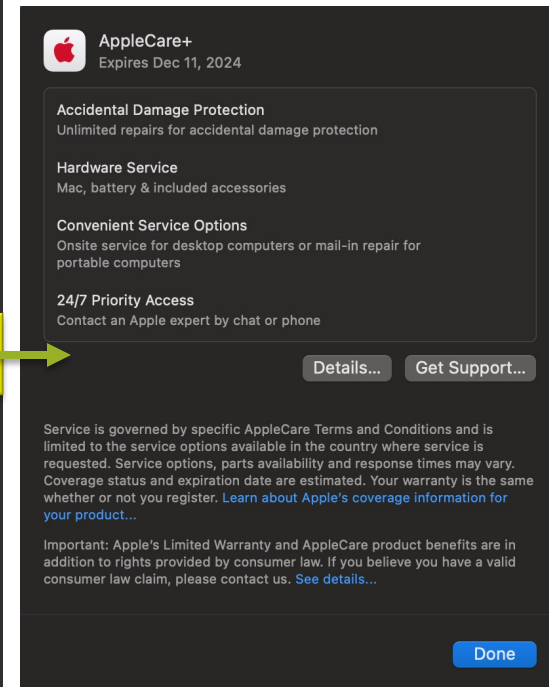 AppleCare+
Expires Dec 11, 2024
Accidental Damage Protection
Unlimited repairs for accidental damage protection
Hardware Service
Mac, battery & included accessories
Convenient Service Options
Onsite service for desktop computers or mail-in repair for
portable computers
24/7 Priority Access
Contact an Apple expert by chat or phone
Details...
Get Support...
Service is governed by specific AppleCare Terms and Conditions and is
limited to the service options available in the country where service is
requested. Service options, parts availability and response times may vary.
Coverage status and expiration date are estimated. Your warranty is the same
whether or not you register. Learn about Apple's coverage information for
your product...
Important: Apple's Limited Warranty and AppleCare product benefits are in
addition to rights provided by consumer law. If you believe you have a valid
consumer law claim, please contact us. See details...
Done